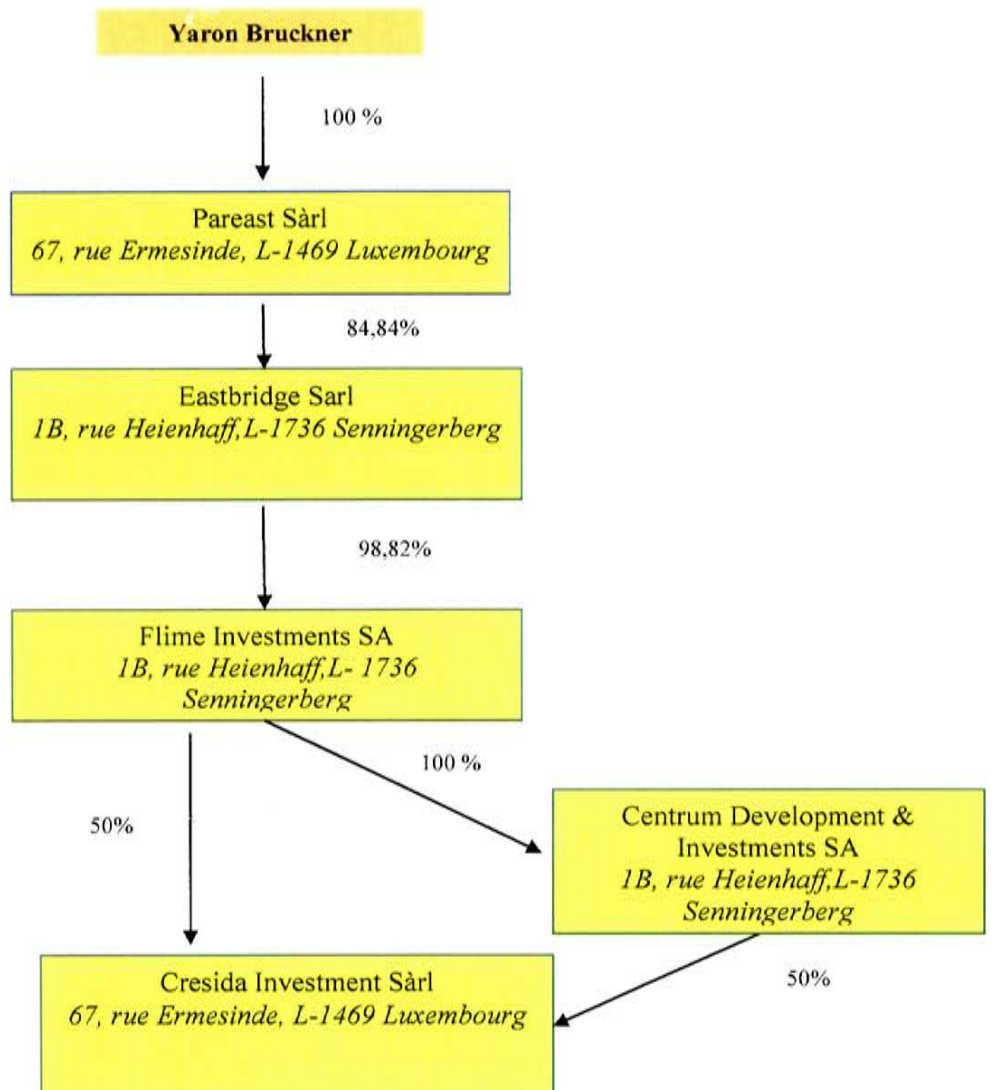 Yaron Bruckner
100 %
Pareast Sàrl
67, rue Ermesinde, L-1469 Luxembourg
84,84%
Eastbridge Sarl
1B, rue Heienhaff,L-1736 Senningerberg
98,82%
Flime Investments SA
1B, rue Heienhaff,L- 1736
Senningerberg
100 %
50%
Centrum Development &
Investments SA
1B, rue Heienhaff,L-1736
Senningerberg
50%
Cresida Investment Sàrl
67, rue Ermesinde, L-1469 Luxembourg